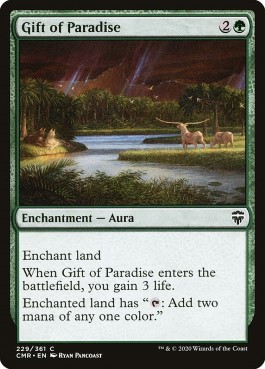 Gift of Paradise 2
Enchantment — Aura
Enchant land
When Gift of Paradise enters the
battlefield, you gain 3 life.
Enchanted land has “: Add two
mana of any one color.”
229/361 C
CMR • EN RYAN PANCOAST
™ & © 2020 Wizards of the Coast